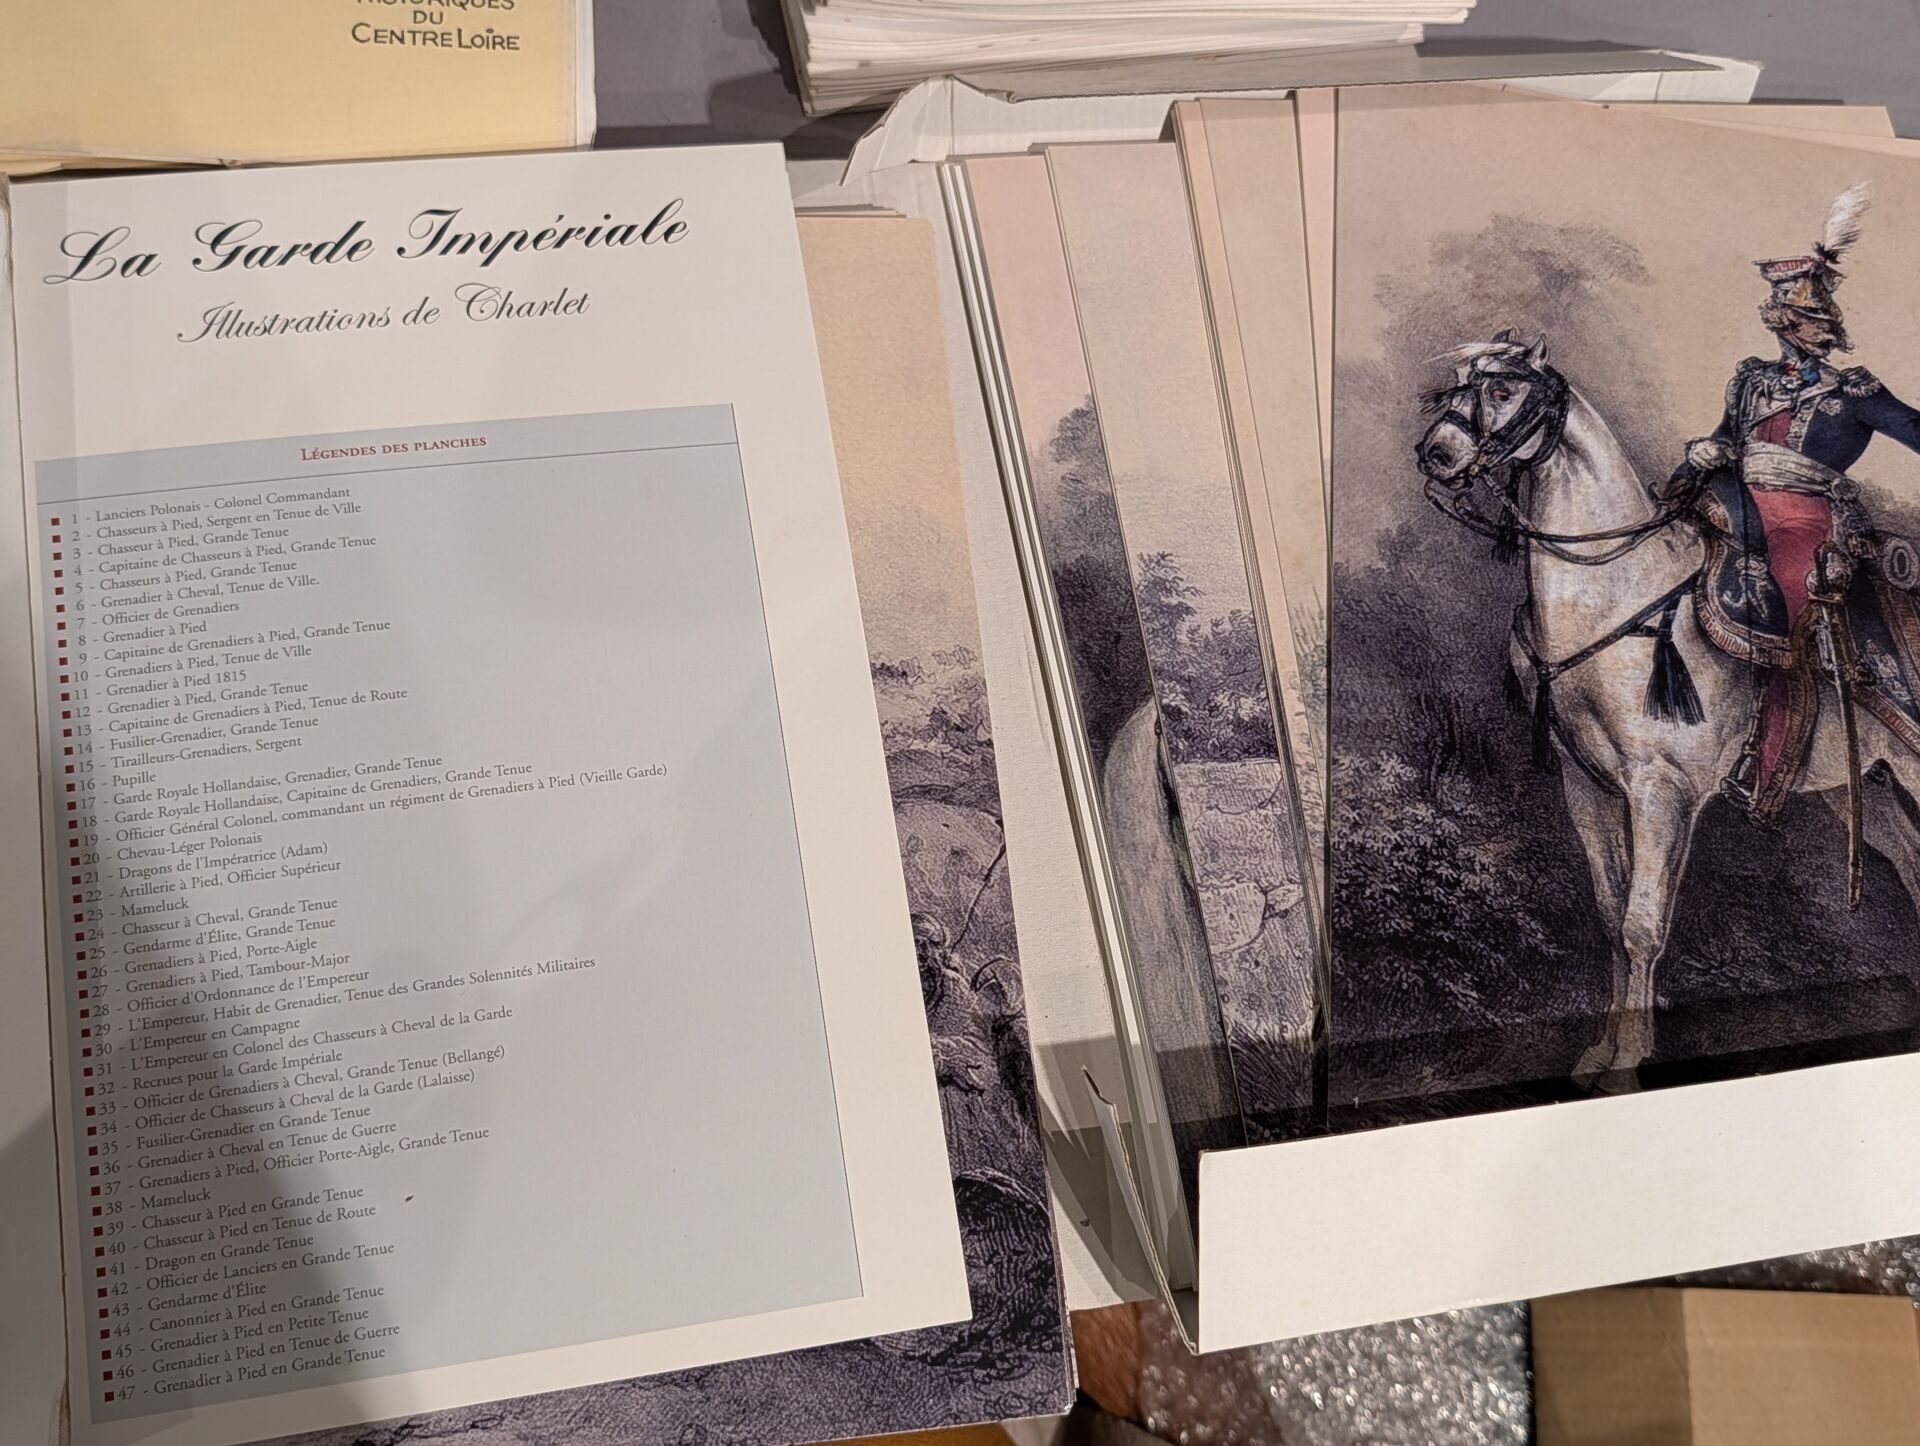 HISTORIQUES
DU
CENTRE LOIRE
La Garde Impériale
Illustrations de Charlet
LÉGENDES DES PLANCHES
1 - Lanciers Polonais - Colonel Commandant
2 - Chasseurs à Pied, Sergent en Tenue de Ville
3 - Chasseur à Pied, Grande Tenue
4 - Capitaine de Chasseurs à Pied, Grande Tenue
5 - Chasseurs à Pied, Grande Tenue
6 - Grenadier à Cheval, Tenue de Ville.
7 - Officier de Grenadiers
8 - Grenadier à Pied
9 - Capitaine de Grenadiers à Pied, Grande Tenue
10 - Grenadiers à Pied, Tenue de Ville
11 - Grenadier à Pied 1815
12 - Grenadier à Pied, Grande Tenue
13 - Capitaine de Grenadiers à Pied, Tenue de Route
14 - Fusilier-Grenadier, Grande Tenue
15 - Tirailleurs-Grenadiers, Sergent
16 - Pupille
17 - Garde Royale Hollandaise, Grenadier, Grande Tenue
18 - Garde Royale Hollandaise, Capitaine de Grenadiers, Grande Tenue
19 - Officier Général Colonel, commandant un régiment de Grenadiers à Pied (Vieille Garde)
20 - Chevau-Léger Polonais
21 - Dragons de l'Impératrice (Adam)
22 - Artillerie à Pied, Officier Supérieur
23 - Mameluck
24 - Chasseur à Cheval, Grande Tenue
25 - Gendarme d'Élite, Grande Tenue
26 - Grenadiers à Pied, Porte-Aigle
27 - Grenadiers à Pied, Tambour-Major
28 - Officier d'Ordonnance de l'Empereur
29 - L'Empereur, Habit de Grenadier, Tenue des Grandes Solennités Militaires
30 - L'Empereur en Campagne
31 - L'Empereur en Colonel des Chasseurs à Cheval de la Garde
32 - Recrues pour la Garde Impériale
33 - Officier de Grenadiers à Cheval, Grande Tenue (Bellangé)
34 - Officier de Chasseurs à Cheval de la Garde (Lalaisse)
35 - Fusilier-Grenadier en Grande Tenue
36 - Grenadier à Cheval en Tenue de Guerre
37 - Grenadiers à Pied, Officier Porte-Aigle, Grande Tenue
38 - Mameluck
39 - Chasseur à Pied en Grande Tenue
40 - Chasseur à Pied en Tenue de Route
41 - Dragon en Grande Tenue
42 - Officier de Lanciers en Grande Tenue
43 - Gendarme d'Élite
44 - Canonnier à Pied en Grande Tenue
45 - Grenadier à Pied en Petite Tenue
46 - Grenadier à Pied en Tenue de Guerre
47 - Grenadier à Pied en Grande Tenue
1